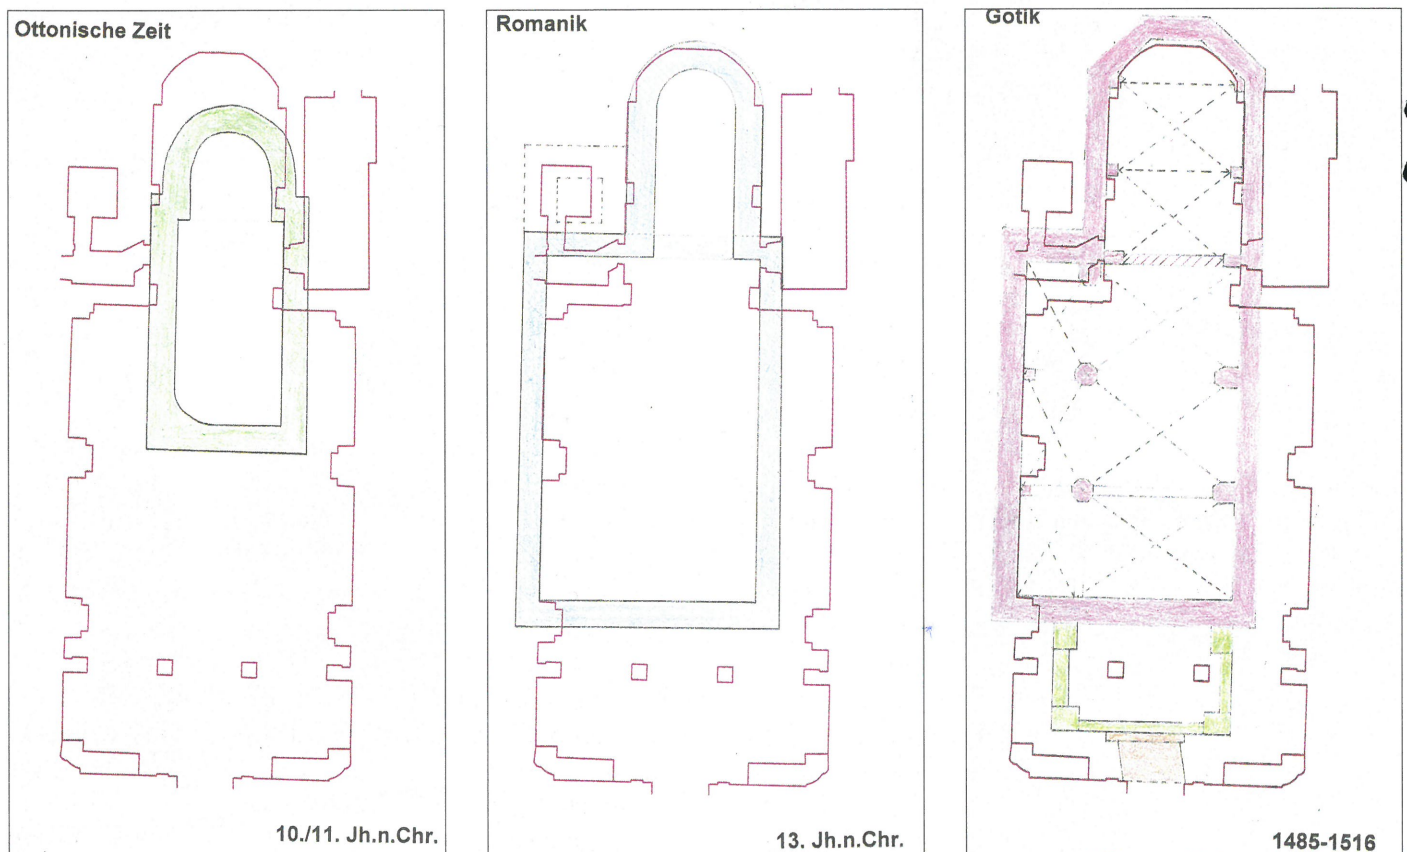 Ottonische Zeit
10./11. Jh.n.Chr.
Romanik
13. Jh.n.Chr.
Gotik
1485-1516